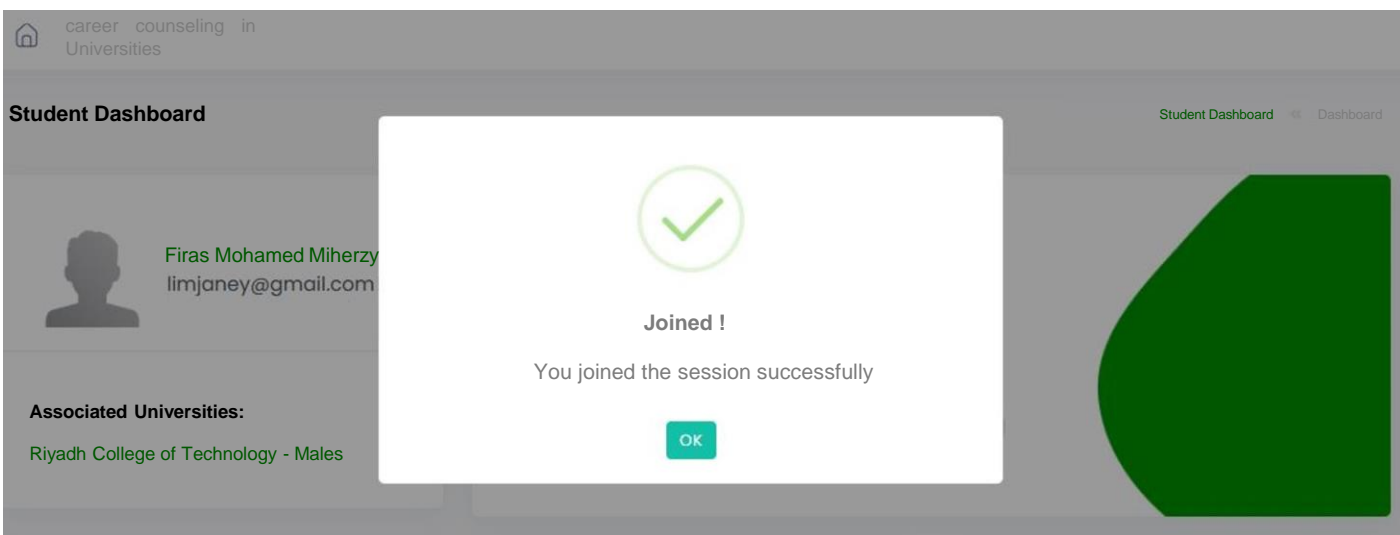 career counseling in
Universities
Student Dashboard
Student Dashboard « Dashboard
Firas Mohamed Miherzy
limjaney@gmail.com
Associated Universities:
Riyadh College of Technology - Males
Joined !
You joined the session successfully
OK